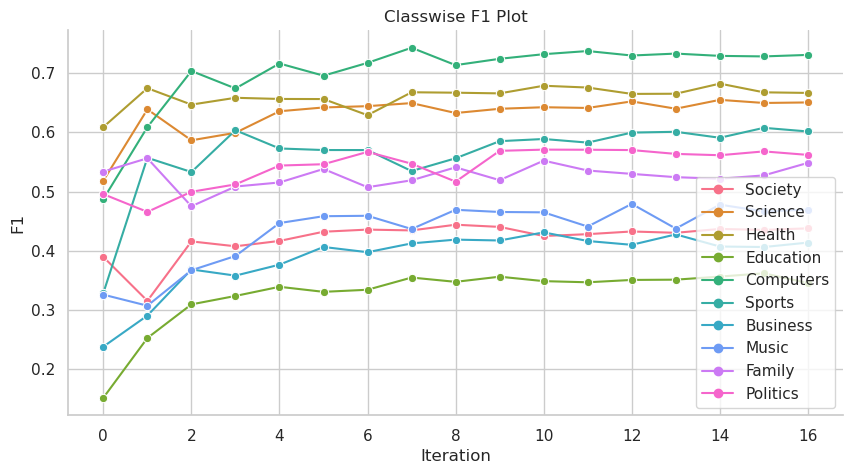 Classwise F1 Plot
0.7
0.6
0.5
0.4
0.3
0.2
F1
0 2 4 6 8 10 12 14 16
Iteration
Society
Science
Health
Education
Computers
Sports
Business
Music
Family
Politics